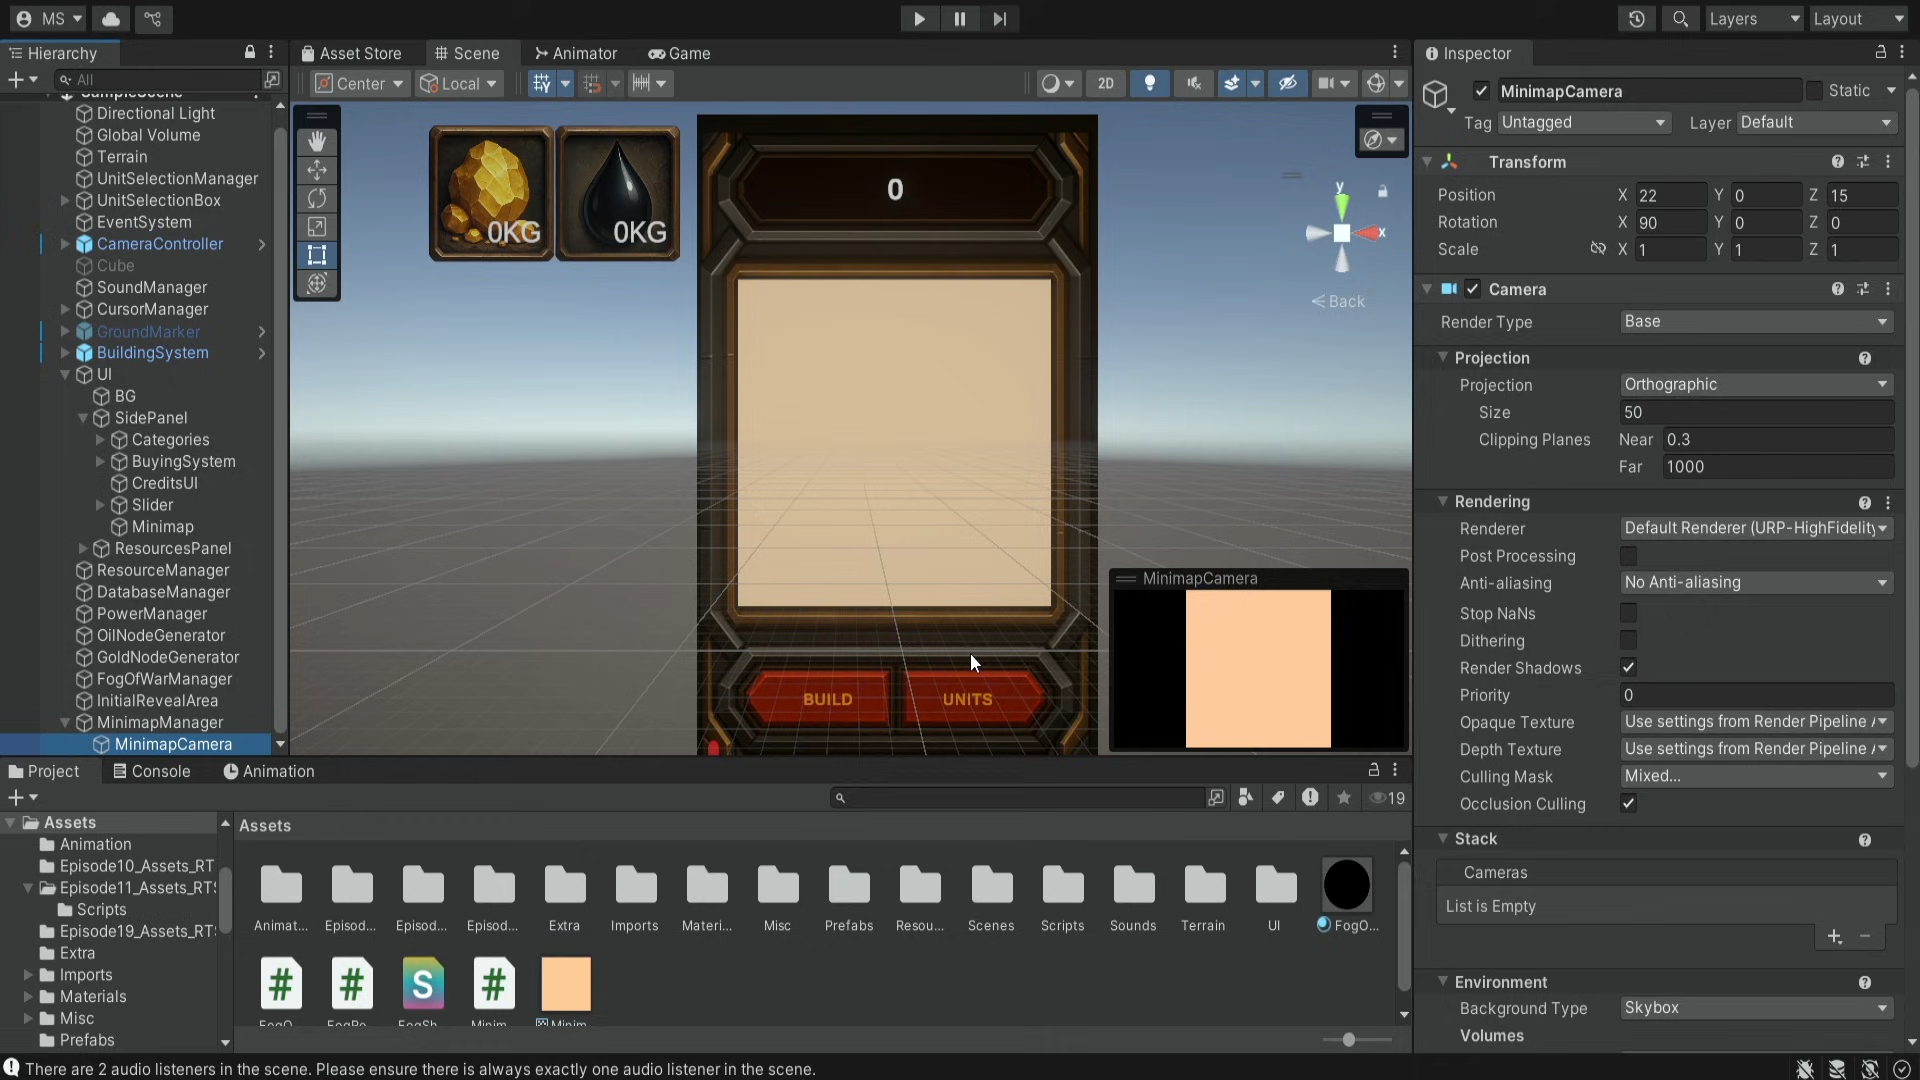 MS
Layers
Layout
Hierarchy
Asset Store
Scene
Animator
Game
Inspector
All
Center
Local
2D
MinimapCamera
Static
Tag Untagged
Layer Default
Directional Light
Global Volume
Terrain
UnitSelectionManager
UnitSelectionBox
EventSystem
CameraController
Cube
SoundManager
CursorManager
GroundMarker
BuildingSystem
UI
BG
SidePanel
Categories
BuyingSystem
CreditsUI
Slider
Minimap
ResourcesPanel
ResourceManager
DatabaseManager
PowerManager
OilNodeGenerator
GoldNodeGenerator
FogOfWarManager
InitialRevealArea
MinimapManager
MinimapCamera
0KG
0KG
0
y
x
Back
MinimapCamera
BUILD
UNITS
Transform
Position X 22 Y 0 Z 15
Rotation X 90 Y 0 Z 0
Scale X 1 Y 1 Z 1
Camera
Render Type Base
Projection
Projection Orthographic
Size 50
Clipping Planes Near 0.3
Far 1000
Rendering
Renderer Default Renderer (URP-HighFidelity
Post Processing
Anti-aliasing No Anti-aliasing
Stop NaNs
Dithering
Render Shadows
Priority 0
Opaque Texture Use settings from Render Pipeline A
Depth Texture Use settings from Render Pipeline A
Culling Mask Mixed...
Occlusion Culling
Stack
Cameras
List is Empty
Environment
Background Type Skybox
Volumes
Project
Console
Animation
19
Assets
Animation
Episode10_Assets_RT
Episode11_Assets_RTS
Scripts
Episode19_Assets_RTS
Extra
Imports
Materials
Misc
Prefabs
Assets
Animat...
Episod...
Episod...
Episod...
Extra
Imports
Materi...
Misc
Prefabs
Resou...
Scenes
Scripts
Sounds
Terrain
UI
FogO...
There are 2 audio listeners in the scene. Please ensure there is always exactly one audio listener in the scene.